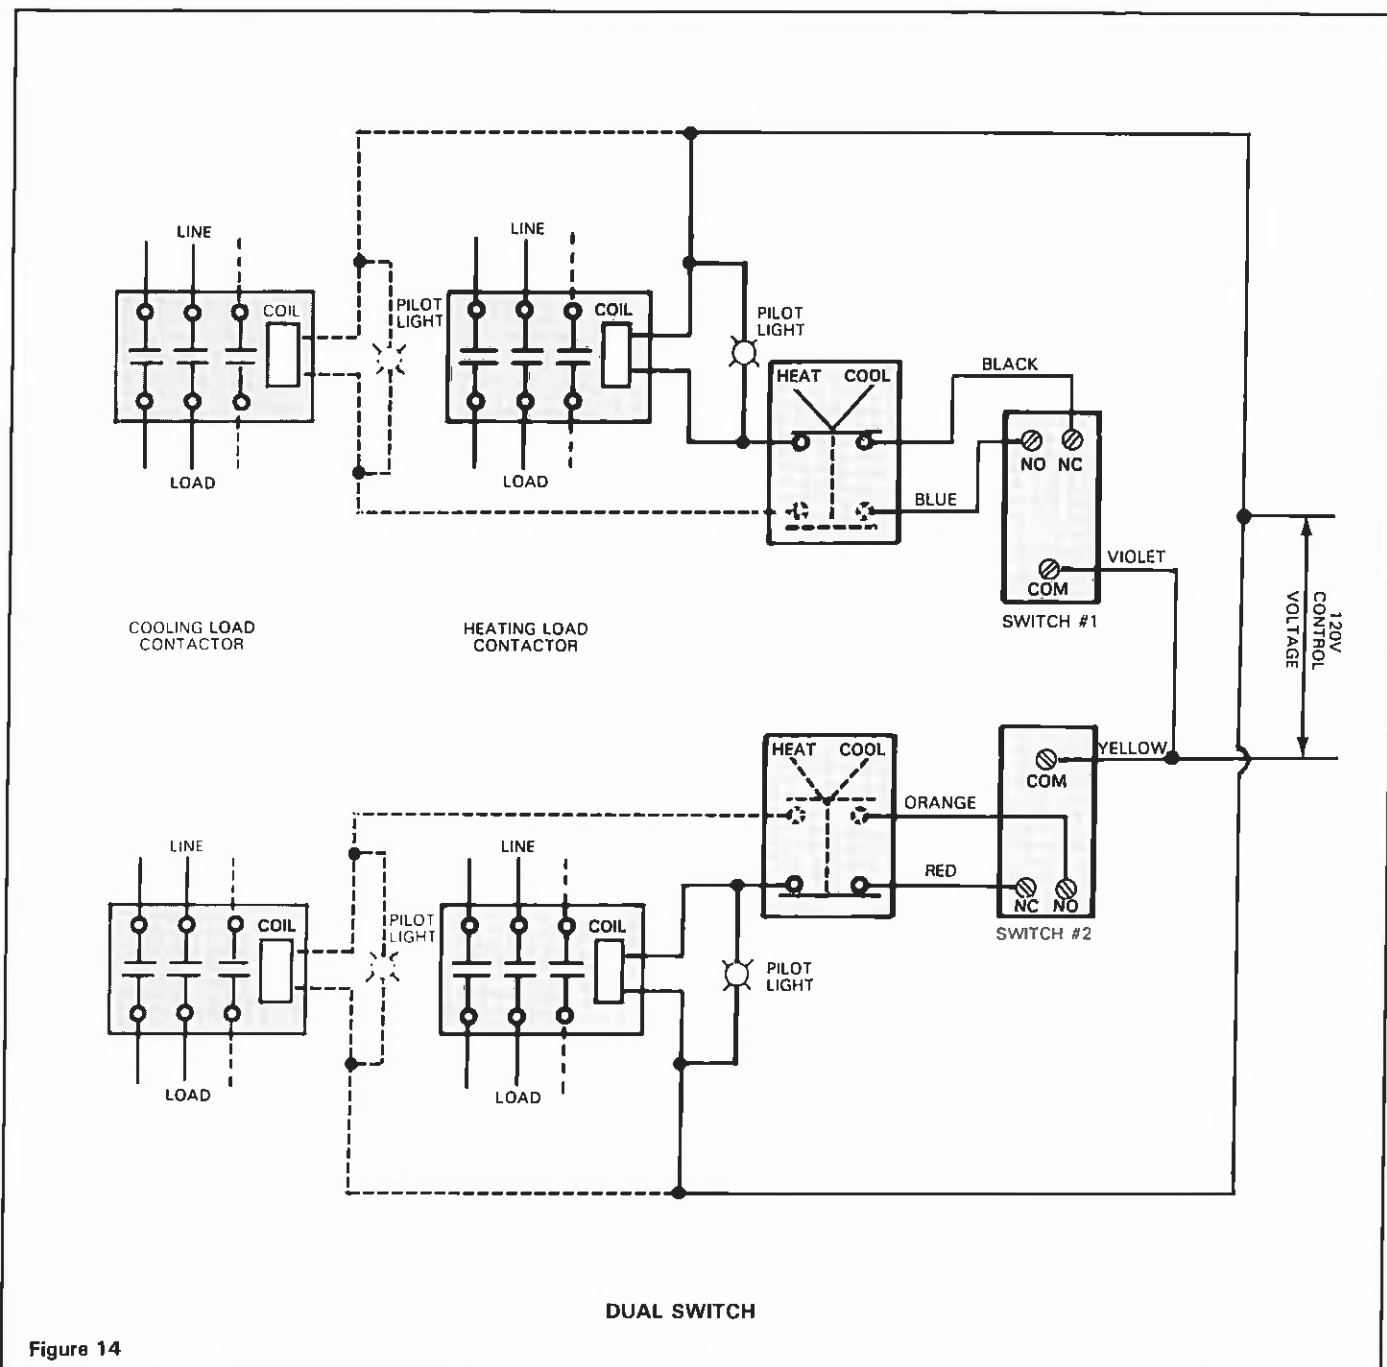 LINE
COIL
PILOT
LIGHT
LINE
COIL
PILOT
LIGHT
HEAT COOL
BLACK
NO NC
BLUE
LOAD
LOAD
VIOLET
COM
SWITCH #1
120V
CONTROL
VOLTAGE
COOLING LOAD
CONTACTOR
HEATING LOAD
CONTACTOR
HEAT COOL
YELLOW
COM
ORANGE
RED
NC NO
SWITCH #2
LINE
COIL
PILOT
LIGHT
LINE
COIL
PILOT
LIGHT
LOAD
LOAD
DUAL SWITCH
Figure 14